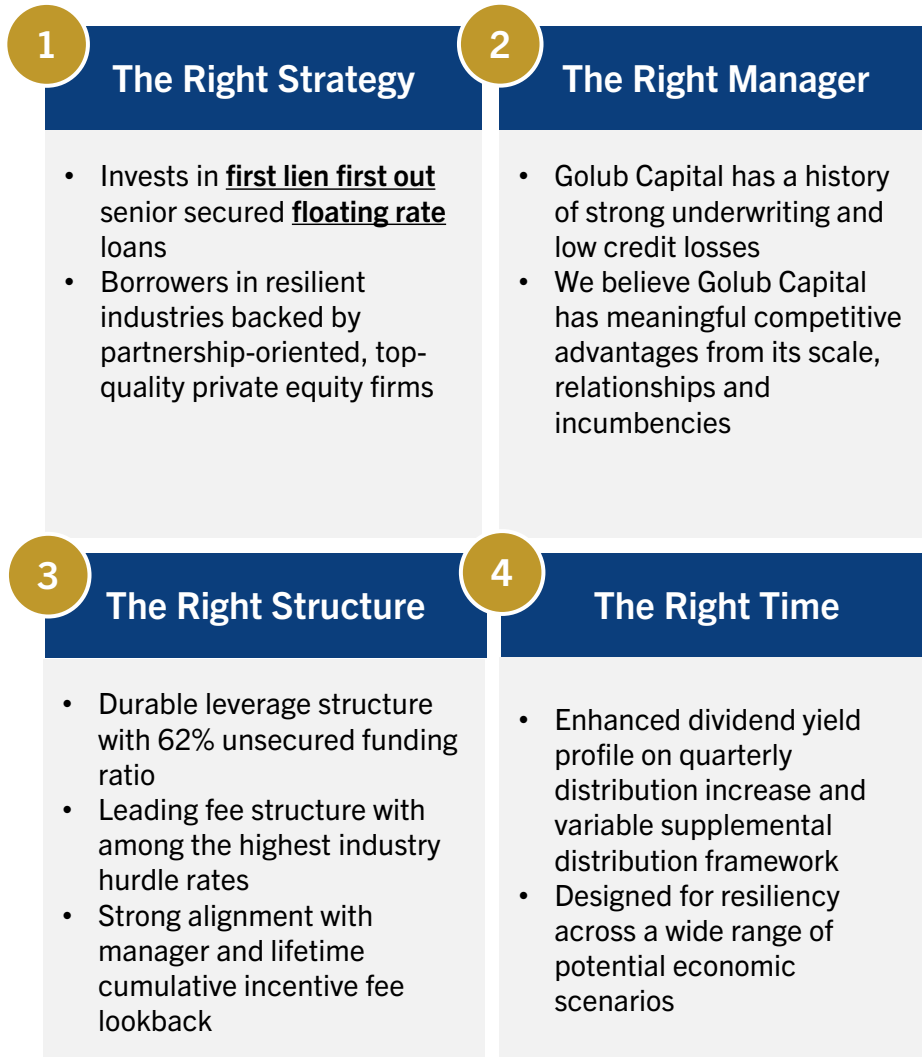 1
The Right Strategy
• Invests in first lien first out
senior secured floating rate
loans
• Borrowers in resilient
industries backed by
partnership-oriented, top-
quality private equity firms
2
The Right Manager
• Golub Capital has a history
of strong underwriting and
low credit losses
• We believe Golub Capital
has meaningful competitive
advantages from its scale,
relationships and
incumbencies
3
The Right Structure
• Durable leverage structure
with 62% unsecured funding
ratio
• Leading fee structure with
among the highest industry
hurdle rates
• Strong alignment with
manager and lifetime
cumulative incentive fee
lookback
4
The Right Time
• Enhanced dividend yield
profile on quarterly
distribution increase and
variable supplemental
distribution framework
• Designed for resiliency
across a wide range of
potential economic
scenarios